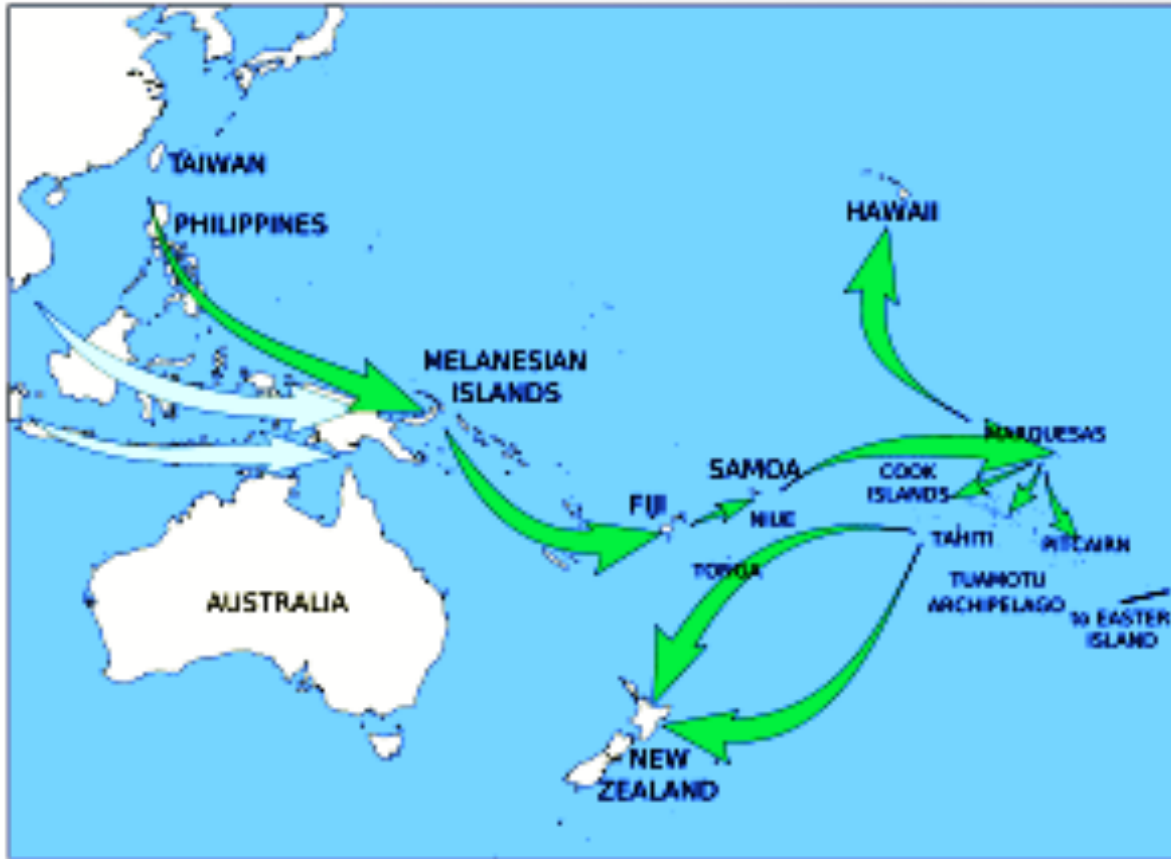 TAIWAN
PHILIPPINES
HAWAII
MELANESIAN
ISLANDS
MARQUESAS
SAMOA
COOK
ISLANDS
FIJI
NIUE
TAHITI
PITCAIRN
TONGA
TUAMOTU
ARCHIPELAGO
to EASTER
ISLAND
AUSTRALIA
NEW
ZEALAND